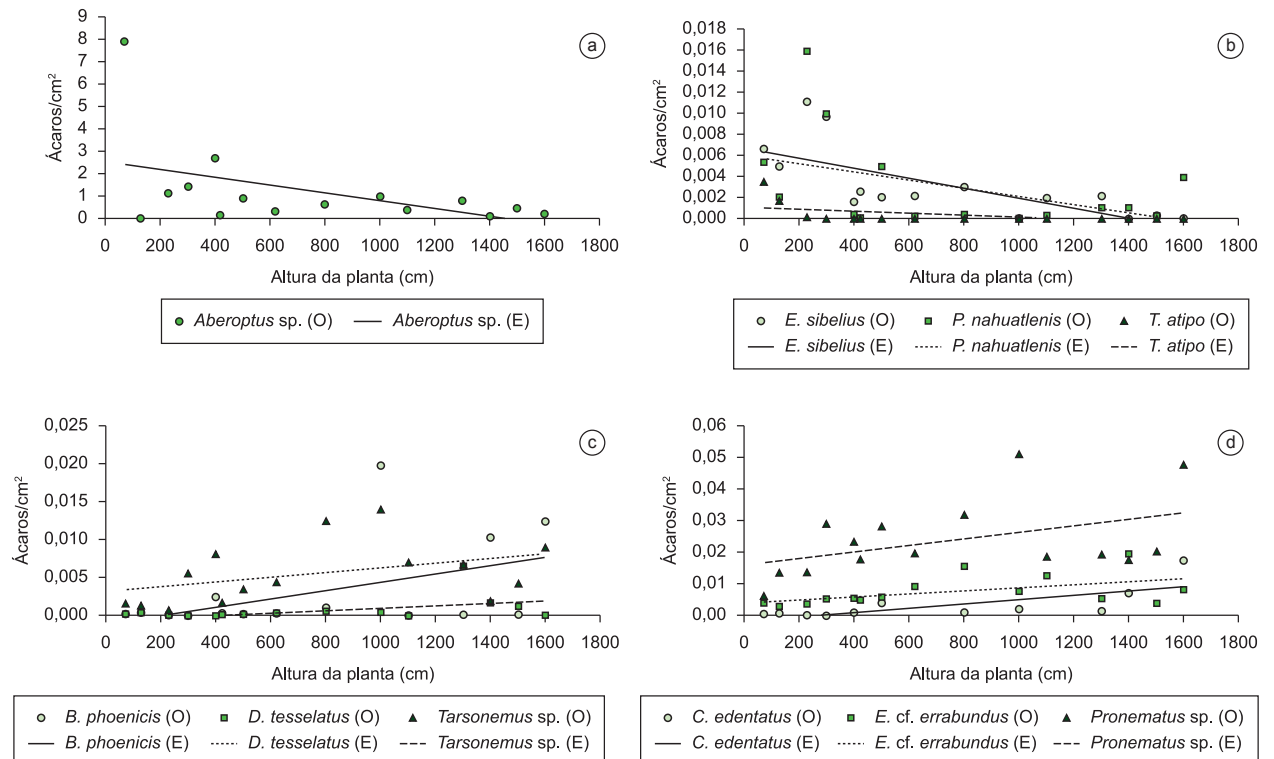 9
8
7
6
5
4
3
2
1
0
Ácaros/cm²
0 200 400 600 800 1000 1200 1400 1600 1800
Altura da planta (cm)
a
Aberoptus sp. (O) Aberoptus sp. (E)
0,018
0,016
0,014
0,012
0,010
0,008
0,006
0,004
0,002
0,000
Ácaros/cm²
0 200 400 600 800 1000 1200 1400 1600 1800
Altura da planta (cm)
b
E. sibelius (O) P. nahuatlenis (O) T. atipo (O)
E. sibelius (E) P. nahuatlenis (E) T. atipo (E)
0,025
0,020
0,015
0,010
0,005
0,000
Ácaros/cm²
0 200 400 600 800 1000 1200 1400 1600 1800
Altura da planta (cm)
c
B. phoenicis (O) D. tesselatus (O) Tarsonemus sp. (O)
B. phoenicis (E) D. tesselatus (E) Tarsonemus sp. (E)
0,06
0,05
0,04
0,03
0,02
0,01
0
Ácaros/cm²
0 200 400 600 800 1000 1200 1400 1600 1800
Altura da planta (cm)
d
C. edentatus (O) E. cf. errabundus (O) Pronematus sp. (O)
C. edentatus (E) E. cf. errabundus (E) Pronematus sp. (E)